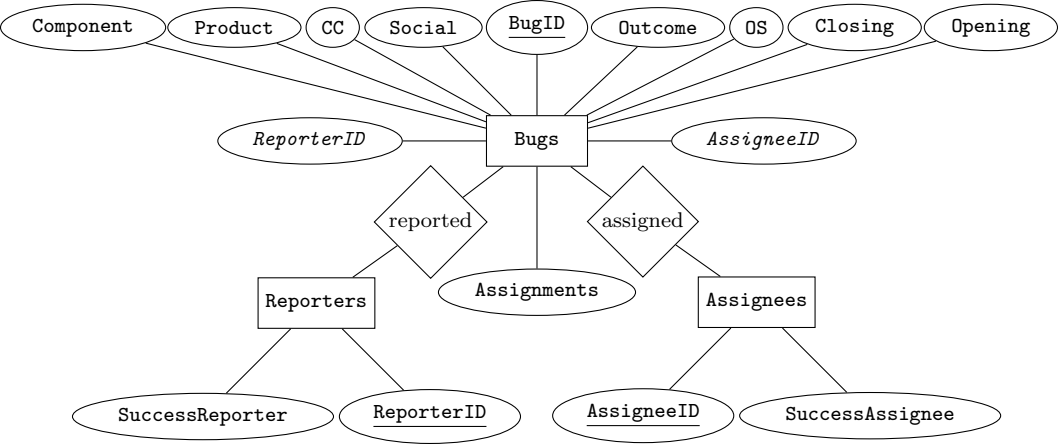 Component
Product
CC
Social
BugID
Outcome
OS
Closing
Opening
ReporterID
Bugs
AssigneeID
reported
assigned
Assignments
Reporters
Assignees
SuccessReporter
ReporterID
AssigneeID
SuccessAssignee